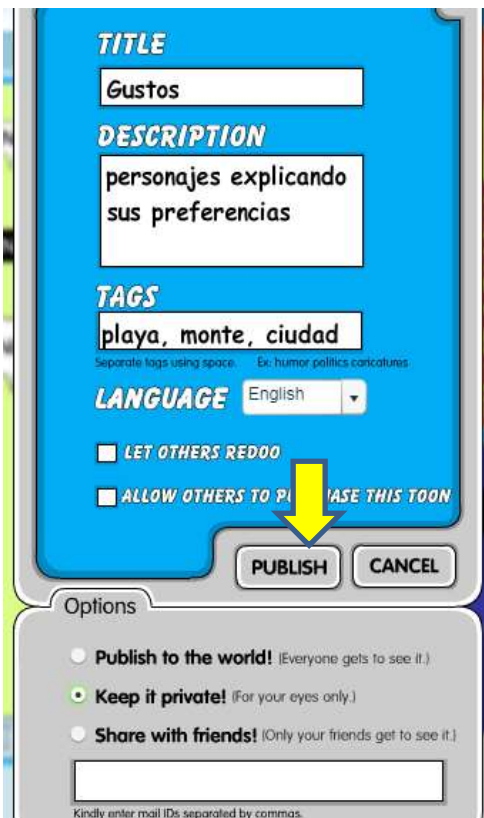 TITLE
Gustos
DESCRIPTION
personajes explicando
sus preferencias
TAGS
playa, monte, ciudad
Separate tags using space. Ex: humor politics caricatures
LANGUAGE English
LET OTHERS REDOO
ALLOW OTHERS TO THIS TOON
PUBLISH CANCEL
Options
Publish to the world! (Everyone gets to see it.)
Keep it private! (For your eyes only.)
Share with friends! (Only your friends get to see it.)
Kindly enter mail IDs separated by commas.